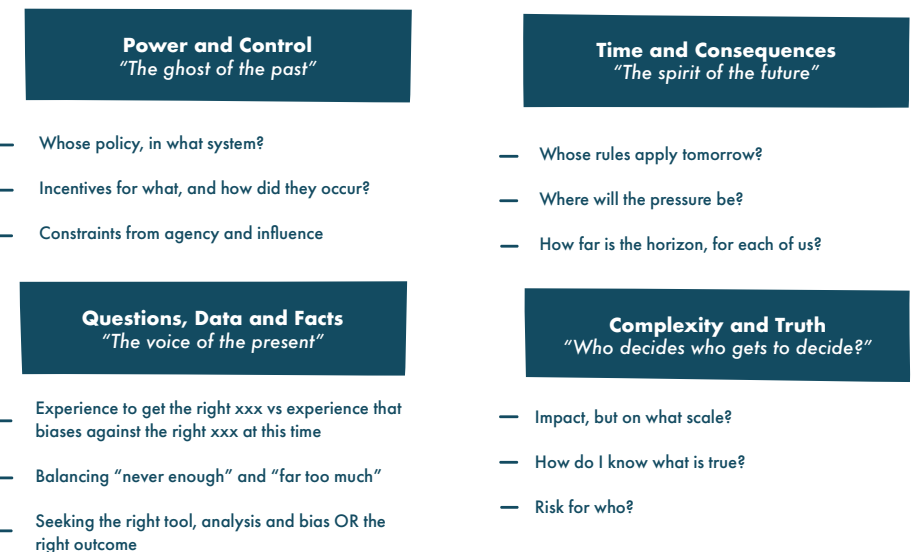 Power and Control
“The ghost of the past”
Whose policy, in what system?
Incentives for what, and how did they occur?
Constraints from agency and influence
Time and Consequences
“The spirit of the future”
Whose rules apply tomorrow?
Where will the pressure be?
How far is the horizon, for each of us?
Questions, Data and Facts
“The voice of the present”
Experience to get the right xxx vs experience that
biases against the right xxx at this time
Balancing “never enough” and “far too much”
Seeking the right tool, analysis and bias OR the
right outcome
Complexity and Truth
“Who decides who gets to decide?”
Impact, but on what scale?
How do I know what is true?
Risk for who?